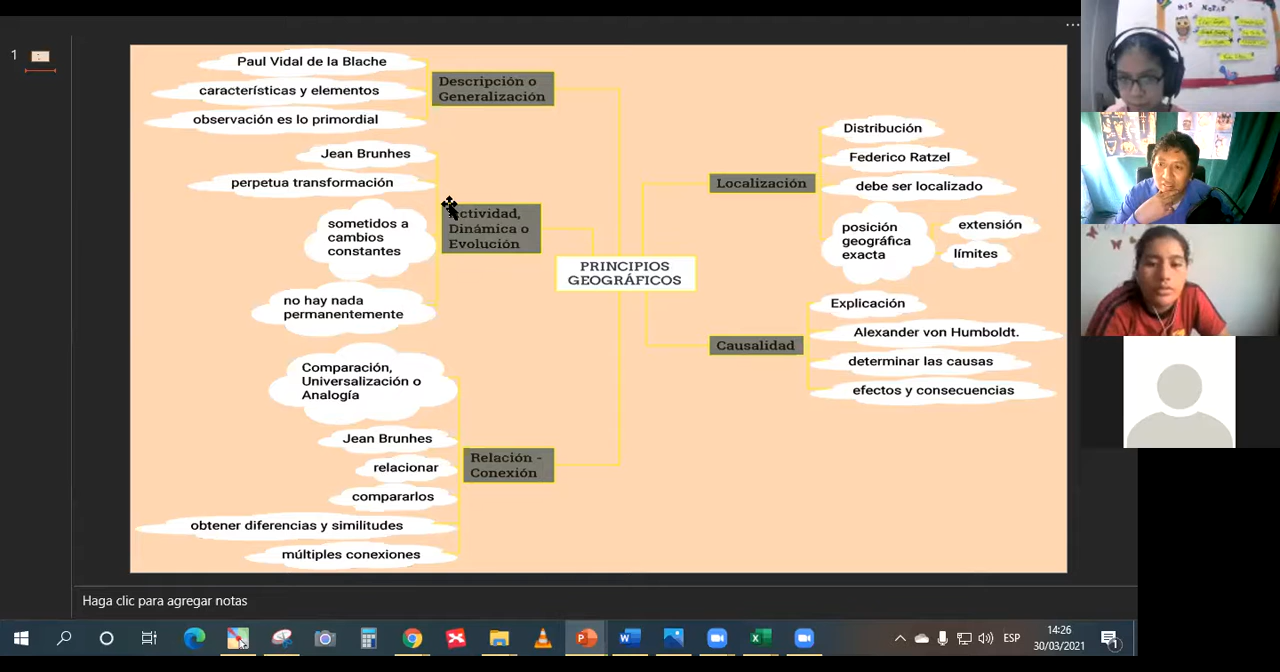 1
Paul Vidal de la Blache
características y elementos
observación es lo primordial
Descripción o
Generalización
Jean Brunhes
perpetua transformación
sometidos a
cambios
constantes
no hay nada
permanentemente
ctividad,
Dinámica o
Evolución
Comparación,
Universalización o
Analogía
Jean Brunhes
relacionar
compararlos
obtener diferencias y similitudes
múltiples conexiones
Relación -
Conexión
PRINCIPIOS
GEOGRÁFICOS
Localización
Distribución
Federico Ratzel
debe ser localizado
posición
geográfica
exacta
extensión
límites
Causalidad
Explicación
Alexander von Humboldt.
determinar las causas
efectos y consecuencias
Haga clic para agregar notas
ESP
14:26
30/03/2021
1